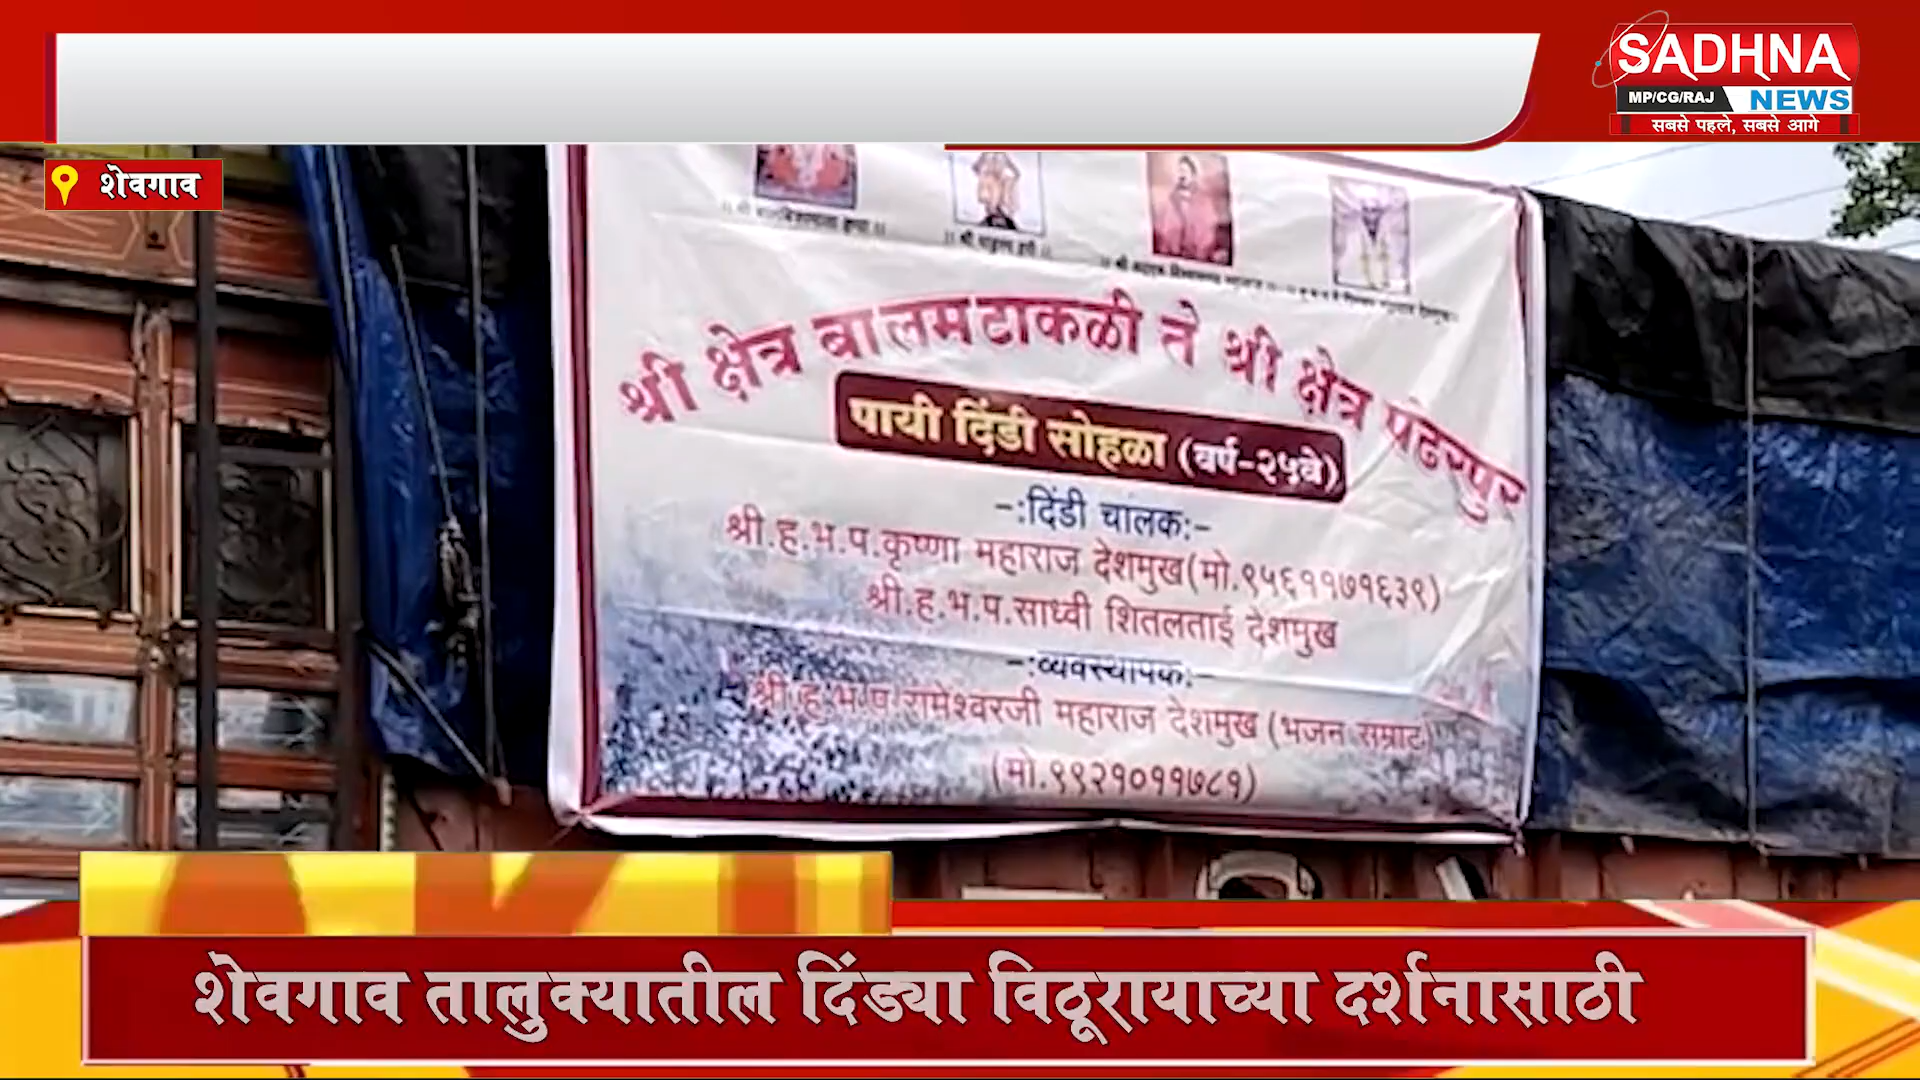 SADHNA
MP/CG/RAJ NEWS
सबसे पहले, सबसे आगे
शेवगाव
श्री क्षेत्र बालमटाकळी ते श्री क्षेत्र पंढरपुर
पायी दिंडी सोहळा (वर्ष-२५वे)
-:दिंडी चालक:-
श्री.ह.भ.प.कृष्णा महाराज देशमुख(मो.९५६११७१६३९)
श्री.ह.भ.प.साध्वी शितलताई देशमुख
-:व्यवस्थापक:-
श्री.ह.भ.प.रामेश्वरजी महाराज देशमुख (भजन सम्राट)
(मो.९९२१०११७८१)
शेवगाव तालुक्यातील दिंड्या विठूरायाच्या दर्शनासाठी